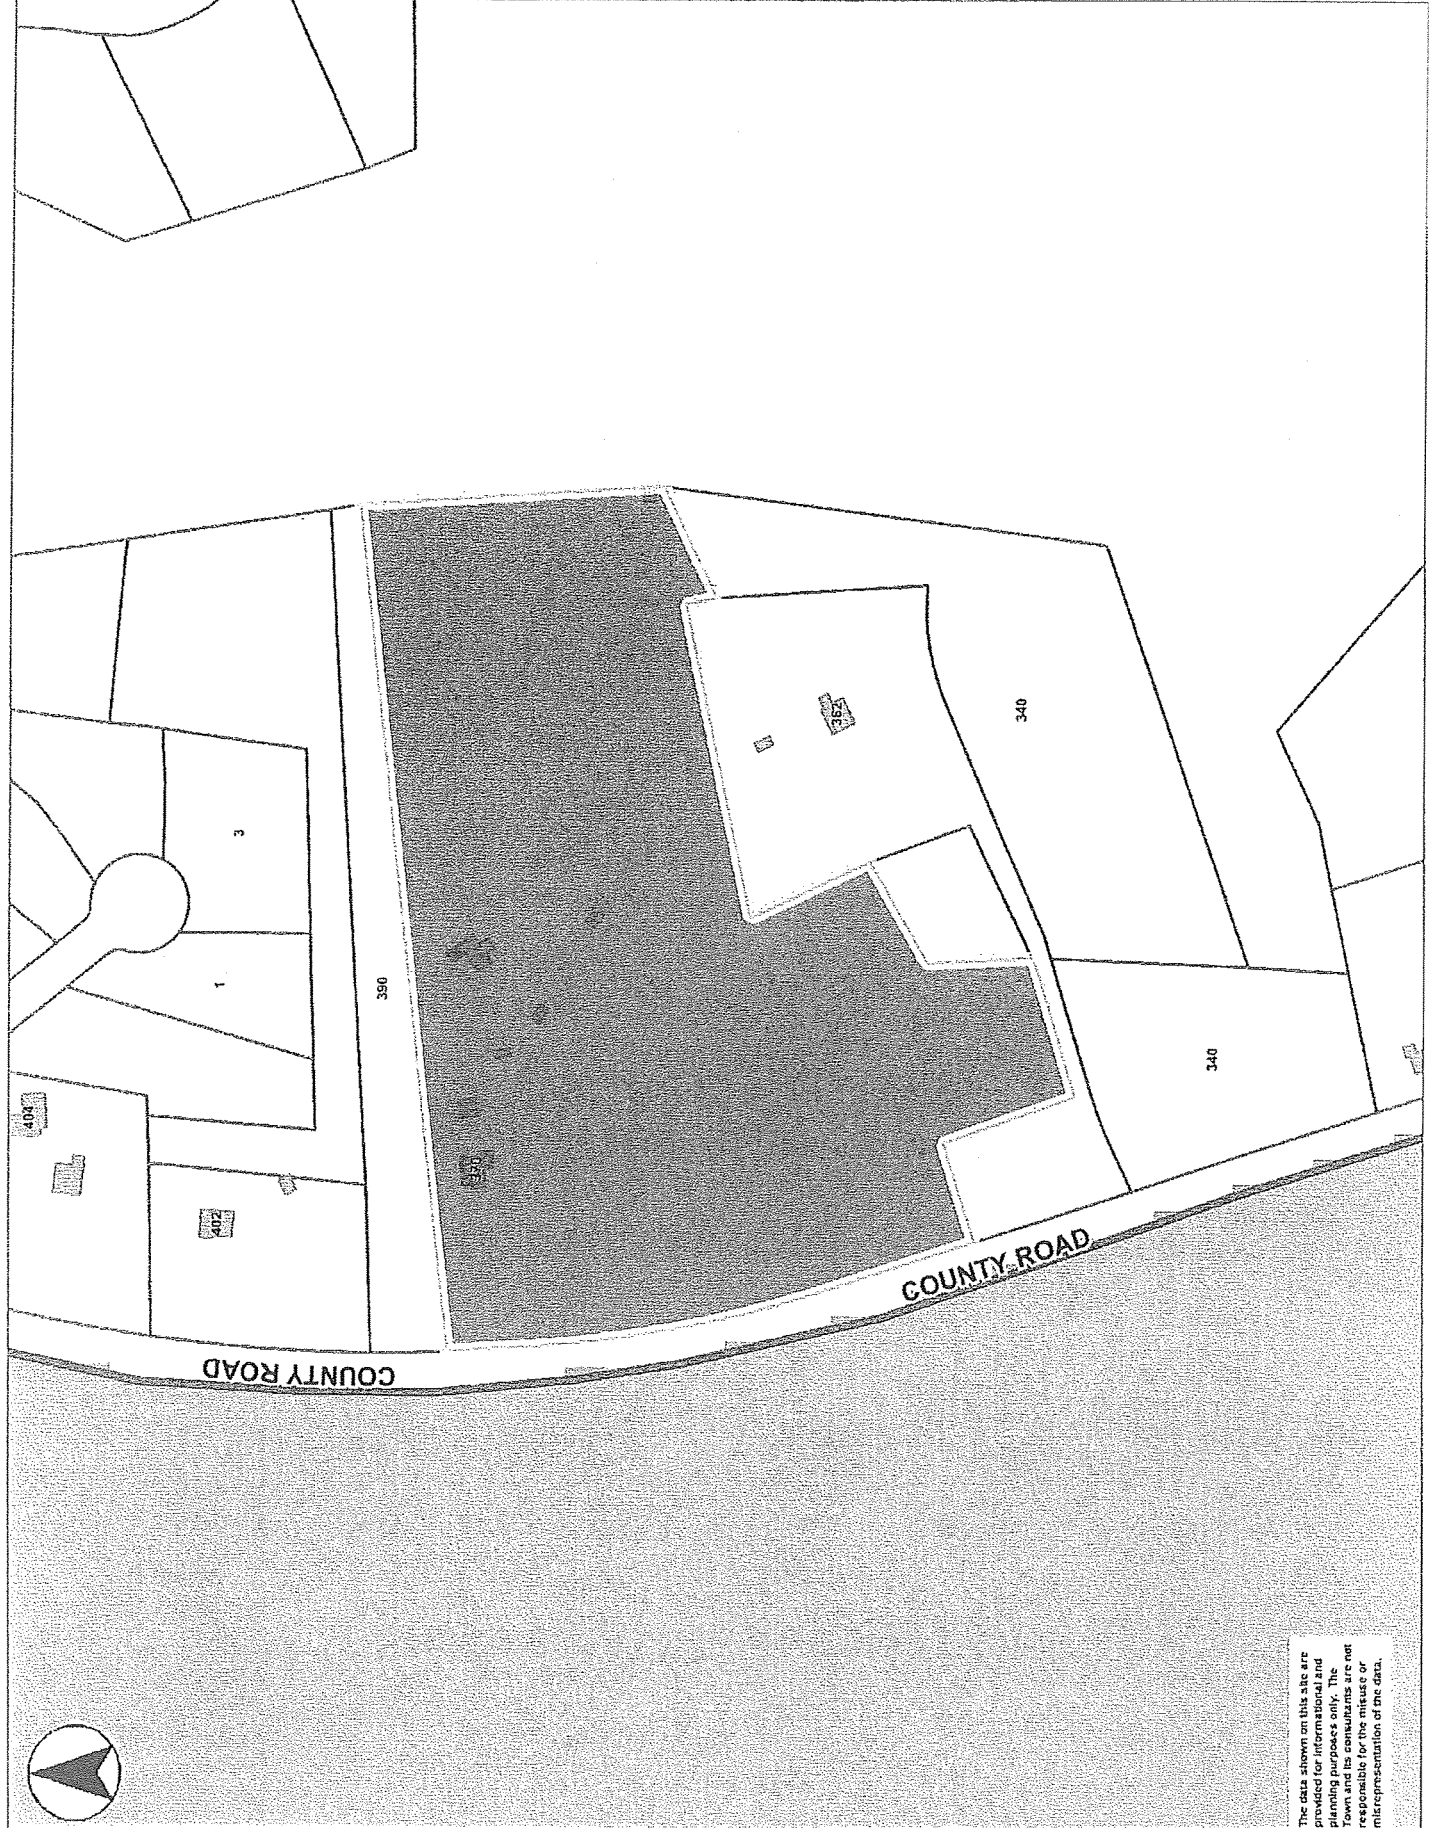 404
402
COUNTY ROAD
3
1
390
362
340
340
COUNTY ROAD
The data shown on this site are
provided for informational and
planning purposes only. The
Town and its consultants are not
responsible for the misuse or
misrepresentation of the data.